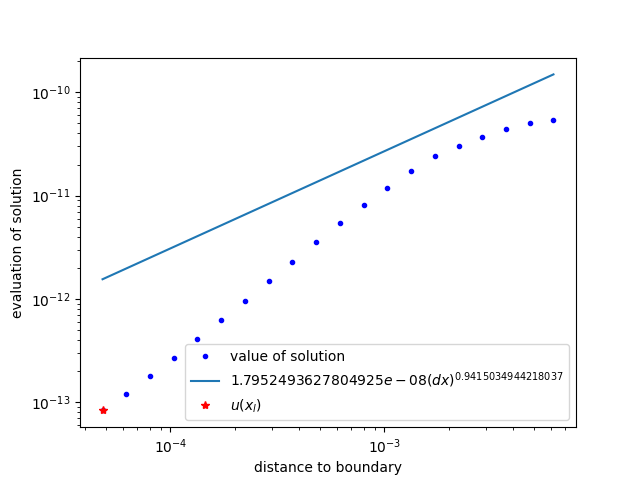 10⁻¹⁰
10⁻¹¹
10⁻¹²
10⁻¹³
evaluation of solution
value of solution
1.7952493627804925e − 08(dx)^0.9415034944218037
u(x_l)
10⁻⁴ 10⁻³
distance to boundary